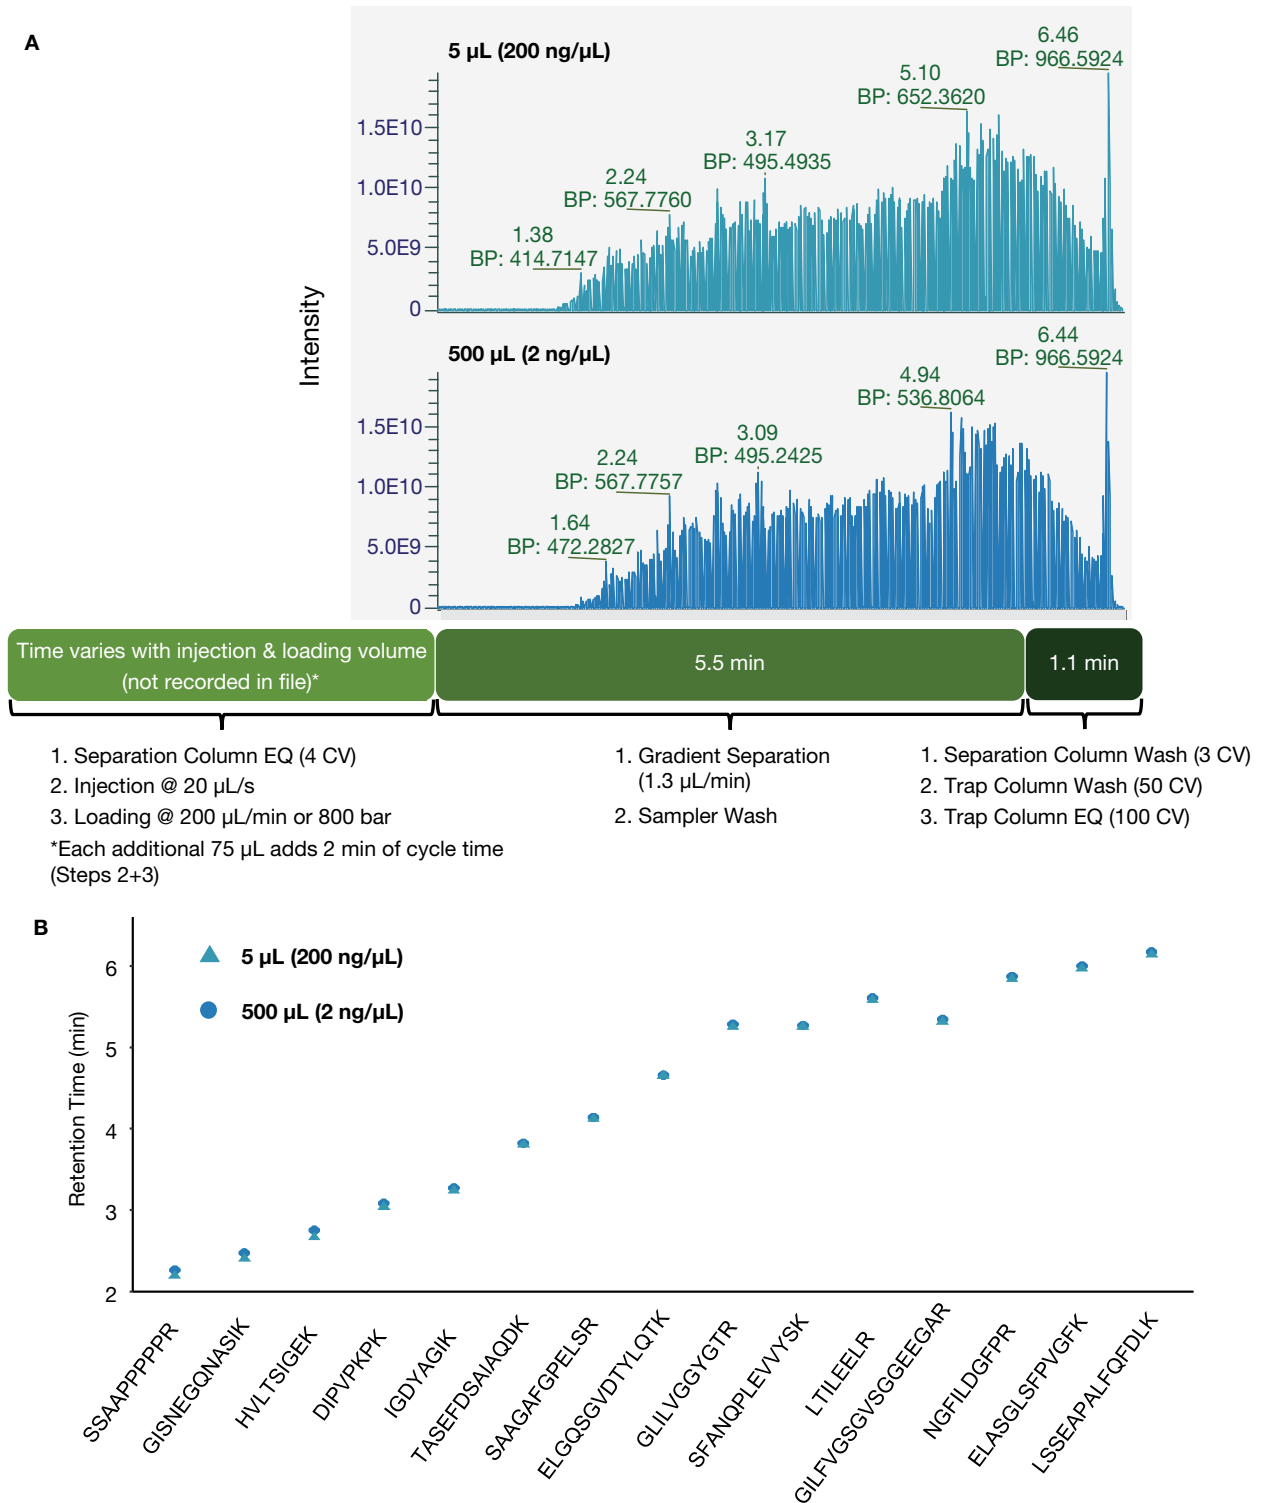 A
5 µL (200 ng/µL)
6.46
BP: 966.5924
5.10
BP: 652.3620
3.17
BP: 495.4935
2.24
BP: 567.7760
1.38
BP: 414.7147
1.5E10
1.0E10
5.0E9
0
Intensity
500 µL (2 ng/µL)
6.44
BP: 966.5924
4.94
BP: 536.8064
3.09
BP: 495.2425
2.24
BP: 567.7757
1.64
BP: 472.2827
1.5E10
1.0E10
5.0E9
0
Time varies with injection & loading volume
(not recorded in file)*
5.5 min
1.1 min
1. Separation Column EQ (4 CV)
2. Injection @ 20 µL/s
3. Loading @ 200 µL/min or 800 bar
*Each additional 75 µL adds 2 min of cycle time
(Steps 2+3)
1. Gradient Separation
(1.3 µL/min)
2. Sampler Wash
1. Separation Column Wash (3 CV)
2. Trap Column Wash (50 CV)
3. Trap Column EQ (100 CV)
B
5 µL (200 ng/µL)
500 µL (2 ng/µL)
Retention Time (min)
6
5
4
3
2
SSAAPPPPPR
GISNEGQNASIK
HVLTSIGEK
DIPVPKPK
IGDYAGIK
TASEFDSAIAQDK
SAAGAFGPELSR
ELGQSGVDTYLQTK
GLILVGGYGTR
SFANQPLEVVYSK
LTILEELR
GILFVGSGVSGGEEGAR
NGFILDGFPR
ELASGLSFPVGFK
LSSEAPALFQFDLK